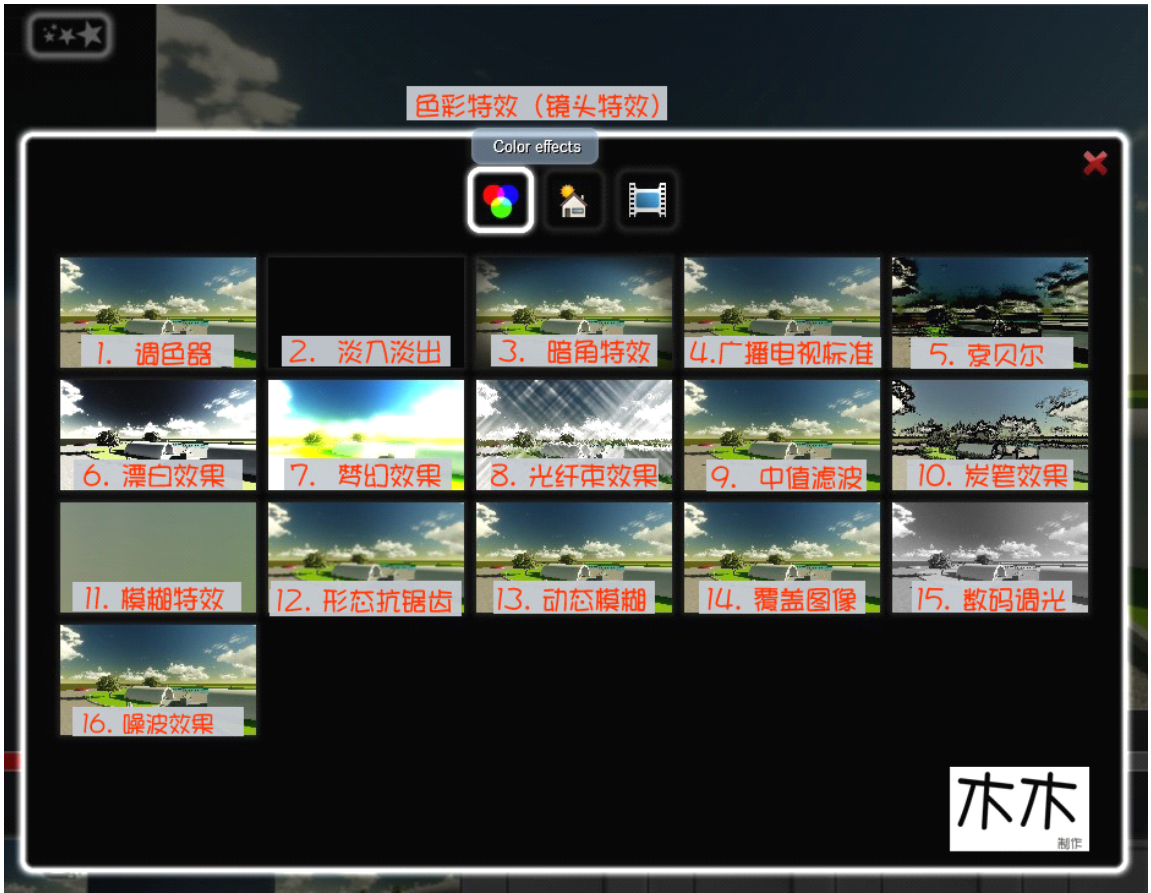 色彩特效（镜头特效）
Color effects
1. 调色器
2. 淡入淡出
3. 暗角特效
4.广播电视标准
5. 索贝尔
6. 漂白效果
7. 梦幻效果
8. 光纤束效果
9. 中值滤波
10. 炭笔效果
11. 模糊特效
12. 形态抗锯齿
13. 动态模糊
14. 覆盖图像
15. 数码调光
16. 噪波效果
木木
制作